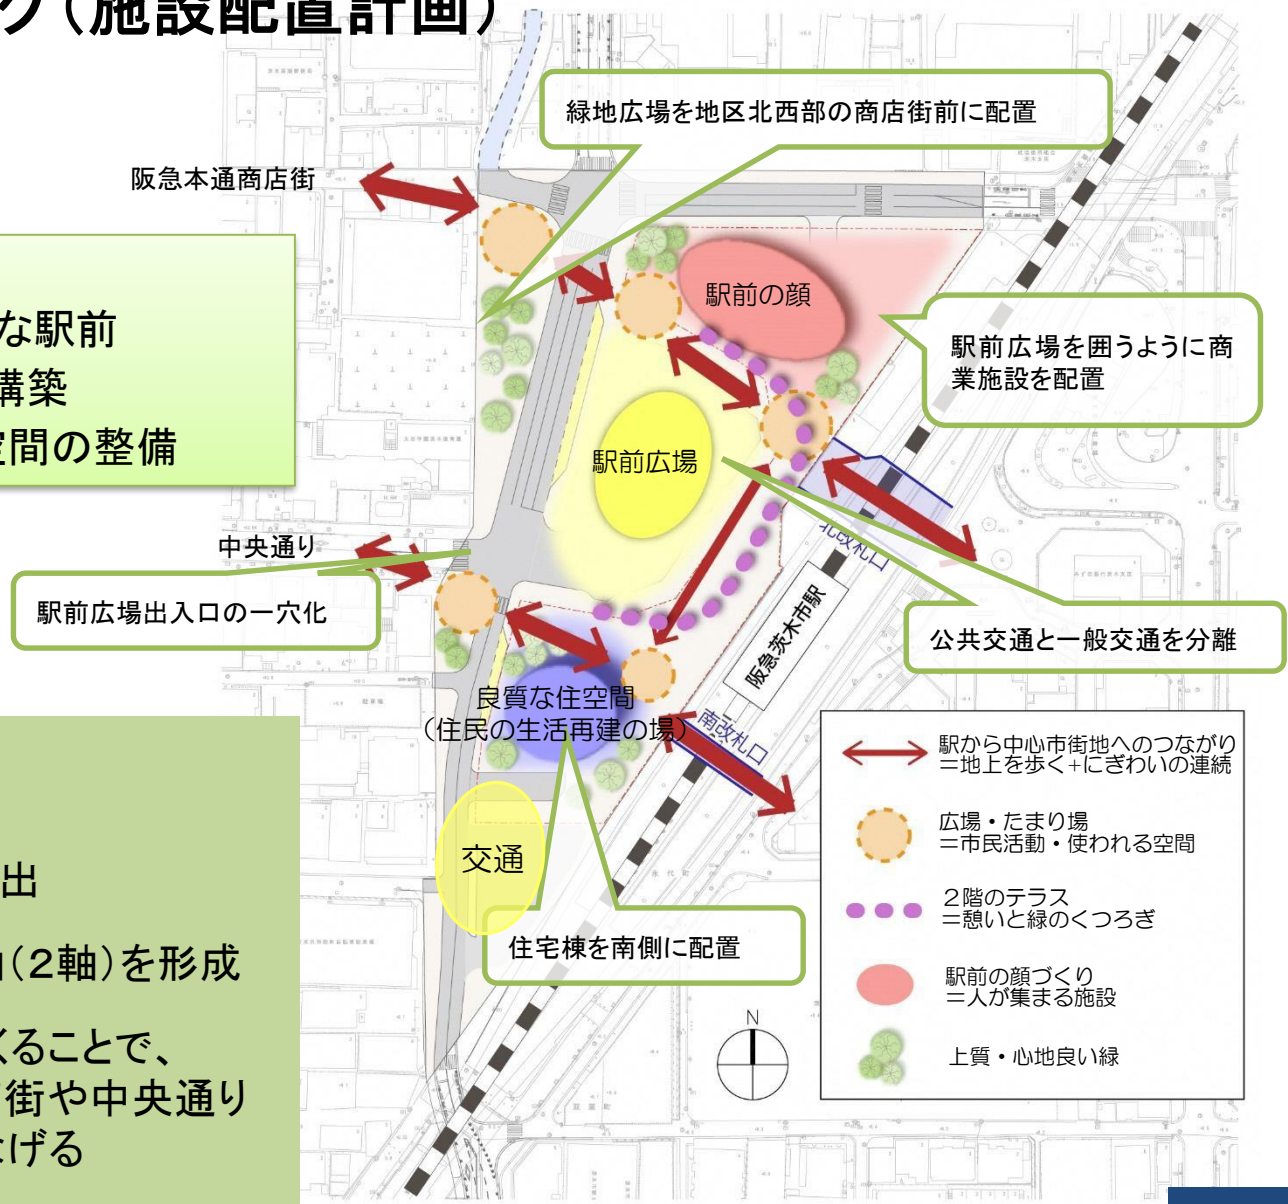 ク（施設配置計画）
緑地広場を地区北西部の商店街前に配置
阪急本通商店街
な駅前
構築
空間の整備
駅前の顔
駅前広場を囲うように商
業施設を配置
駅前広場
中央通り
北改札口
駅前広場出入口の一穴化
阪急茨木市駅
公共交通と一般交通を分離
良質な住空間
（住民の生活再建の場）
南改札口
交通
住宅棟を南側に配置
出
（２軸）を形成
くることで、
街や中央通り
なげる
駅から中心市街地へのつながり
＝地上を歩く+にぎわいの連続
広場・たまり場
＝市民活動・使われる空間
２階のテラス
＝憩いと緑のくつろぎ
駅前の顔づくり
＝人が集まる施設
上質・心地良い緑
N